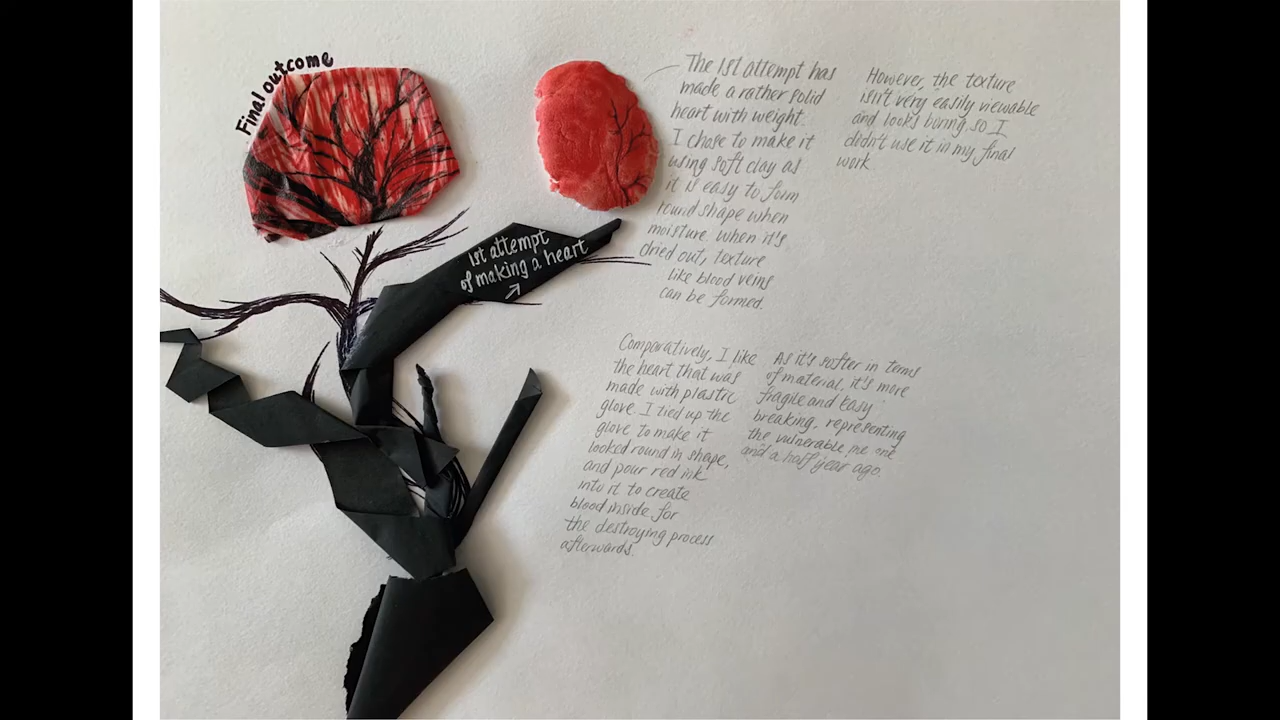 Final outcome
1st attempt
of making a heart
The 1st attempt has
made a rather solid
heart with weight.
I chose to make it
using soft clay as
it is easy to form
round shape when
moisture. when it's
dried out, texture
like blood veins
can be formed.
However, the texture
isn't very easily viewable
and looks boring, so I
didn't use it in my final
work.
Comparatively, I like
the heart that was
made with plastic
glove. I tied up the
glove to make it
looked round in shape,
and pour red ink
into it to create
blood inside for
the destroying process
afterwards.
As it's softer in terms
of material, it's more
fragile and easy
breaking, representing
the vulnerable me one
and a half year ago.